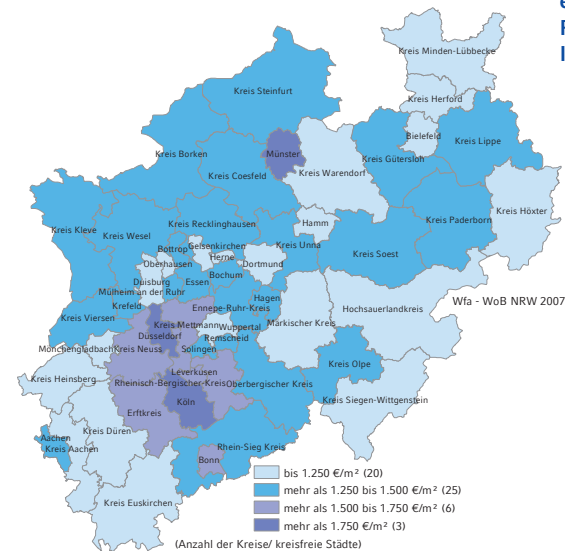 Kreis Minden-Lübbecke
Kreis Steinfurt
Kreis Herford
Bielefeld
Kreis Lippe
Kreis Borken
Münster
Kreis Gütersloh
Kreis Coesfeld
Kreis Warendorf
Kreis Höxter
Kreis Kleve
Kreis Wesel
Kreis Recklinghausen
Hamm
Kreis Paderborn
Bottrop
Gelsenkirchen
Kreis Unna
Kreis Soest
Oberhausen
Herne
Dortmund
Duisburg
Essen
Bochum
Mülheim an der Ruhr
Hagen
Wfa - WoB NRW 2007
Krefeld
Ennepe-Ruhr-Kreis
Hochsauerlandkreis
Kreis Viersen
Kreis Mettmann
Wuppertal
Märkischer Kreis
Düsseldorf
Remscheid
Mönchengladbach
Kreis Neuss
Solingen
Kreis Olpe
Leverkusen
Kreis Heinsberg
Rheinisch-Bergischer-Kreis
Oberbergischer Kreis
Köln
Kreis Siegen-Wittgenstein
Erftkreis
Kreis Düren
Aachen
Kreis Aachen
Rhein-Sieg Kreis
Bonn
Kreis Euskirchen
bis 1.250 €/m² (20)
mehr als 1.250 bis 1.500 €/m² (25)
mehr als 1.500 bis 1.750 €/m² (6)
mehr als 1.750 €/m² (3)
(Anzahl der Kreise/ kreisfreie Städte)